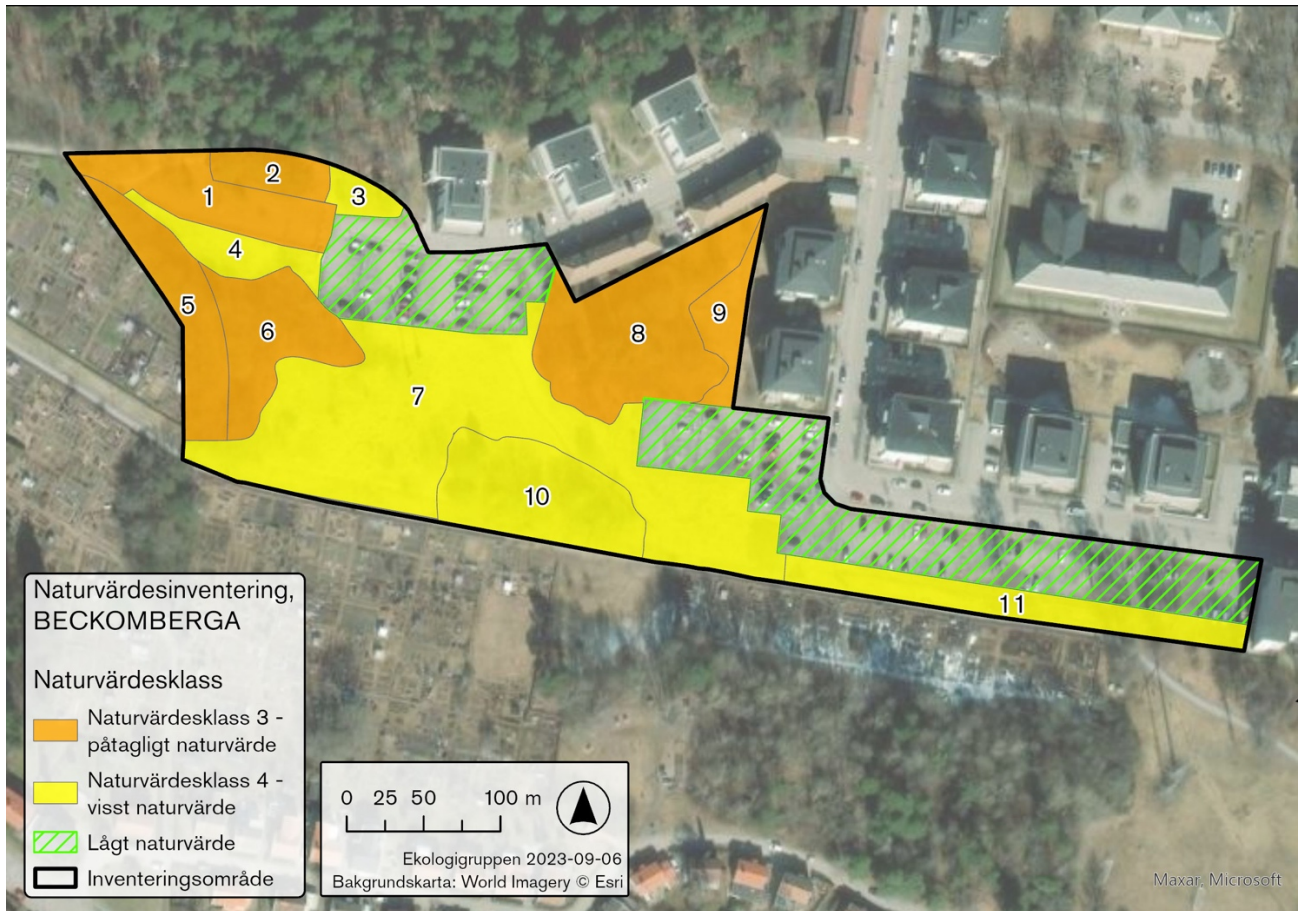 2
1
3
4
5
9
6
8
7
10
11
Naturvärdesinventering,
BECKOMBERGA
Naturvärdesklass
Naturvärdesklass 3 -
påtagligt naturvärde
Naturvärdesklass 4 -
visst naturvärde
Lågt naturvärde
Inventeringsområde
0 25 50 100 m
Ekologigruppen 2023-09-06
Bakgrundskarta: World Imagery © Esri
Maxar, Microsoft